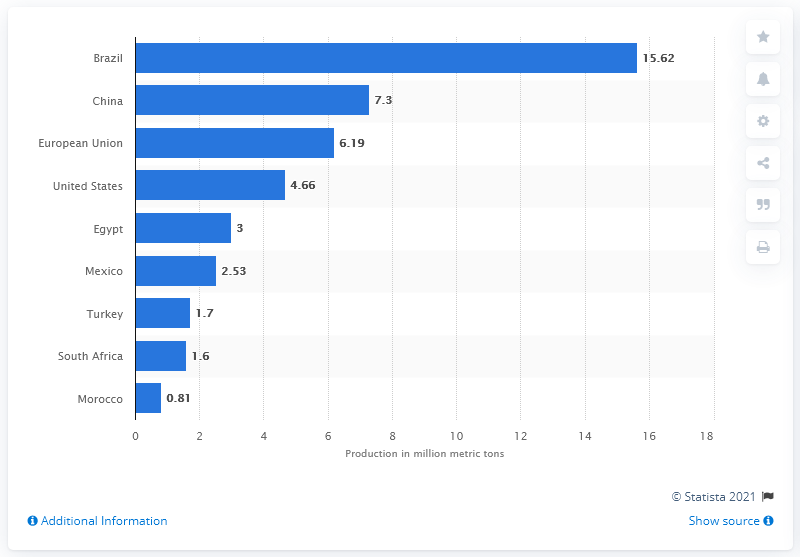 Brazil 15.62
China 7.3
European Union 6.19
United States 4.66
Egypt 3
Mexico 2.53
Turkey 1.7
South Africa 1.6
Morocco 0.81
0 2 4 6 8 10 12 14 16 18
Production in million metric tons
© Statista 2021
Additional Information
Show source